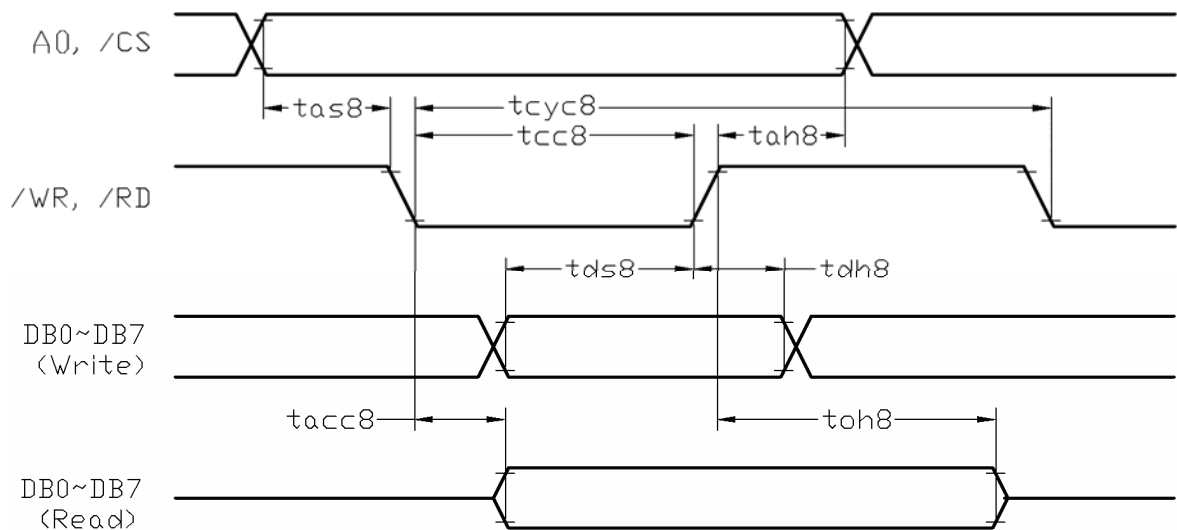 A0, /CS
tas8
tcyc8
tcc8
tah8
/WR, /RD
tds8
tdh8
DB0~DB7
(Write)
tacc8
toh8
DB0~DB7
(Read)